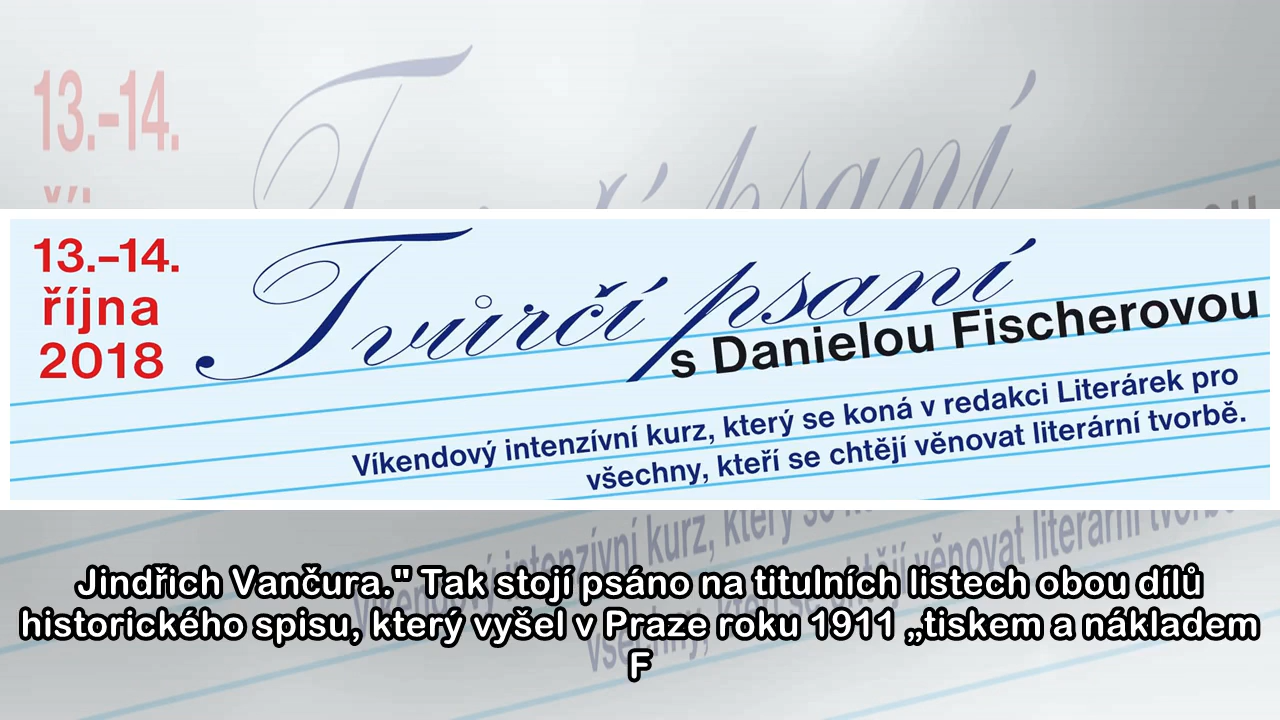 13.–14.
října
2018
Tvůrčí psaní
s Danielou Fischerovou
Víkendový intenzívní kurz, který se koná v redakci Literárek pro
všechny, kteří se chtějí věnovat literární tvorbě.
Jindřich Vančura." Tak stojí psáno na titulních listech obou dílů
historického spisu, který vyšel v Praze roku 1911 „tiskem a nákladem
F